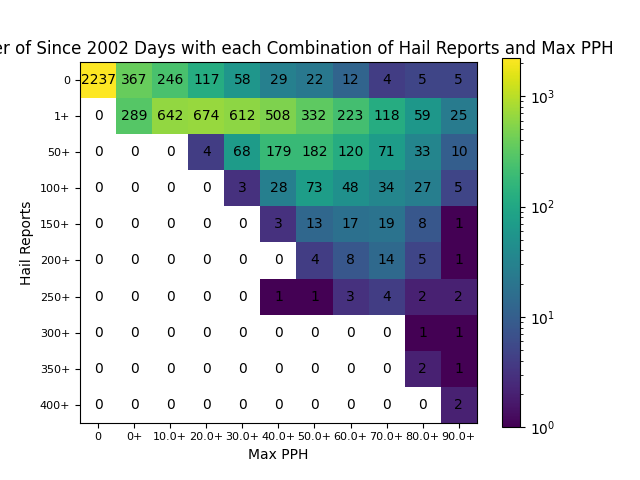 er of Since 2002 Days with each Combination of Hail Reports and Max PPH
0 2237 367 246 117 58 29 22 12 4 5 5
1+ 0 289 642 674 612 508 332 223 118 59 25
50+ 0 0 0 4 68 179 182 120 71 33 10
100+ 0 0 0 0 3 28 73 48 34 27 5
150+ 0 0 0 0 0 3 13 17 19 8 1
200+ 0 0 0 0 0 0 4 8 14 5 1
250+ 0 0 0 0 0 1 1 3 4 2 2
300+ 0 0 0 0 0 0 0 0 0 1 1
350+ 0 0 0 0 0 0 0 0 0 2 1
400+ 0 0 0 0 0 0 0 0 0 0 2
0 0+ 10.0+ 20.0+ 30.0+ 40.0+ 50.0+ 60.0+ 70.0+ 80.0+ 90.0+
Max PPH
Hail Reports
10³
10²
10¹
10⁰